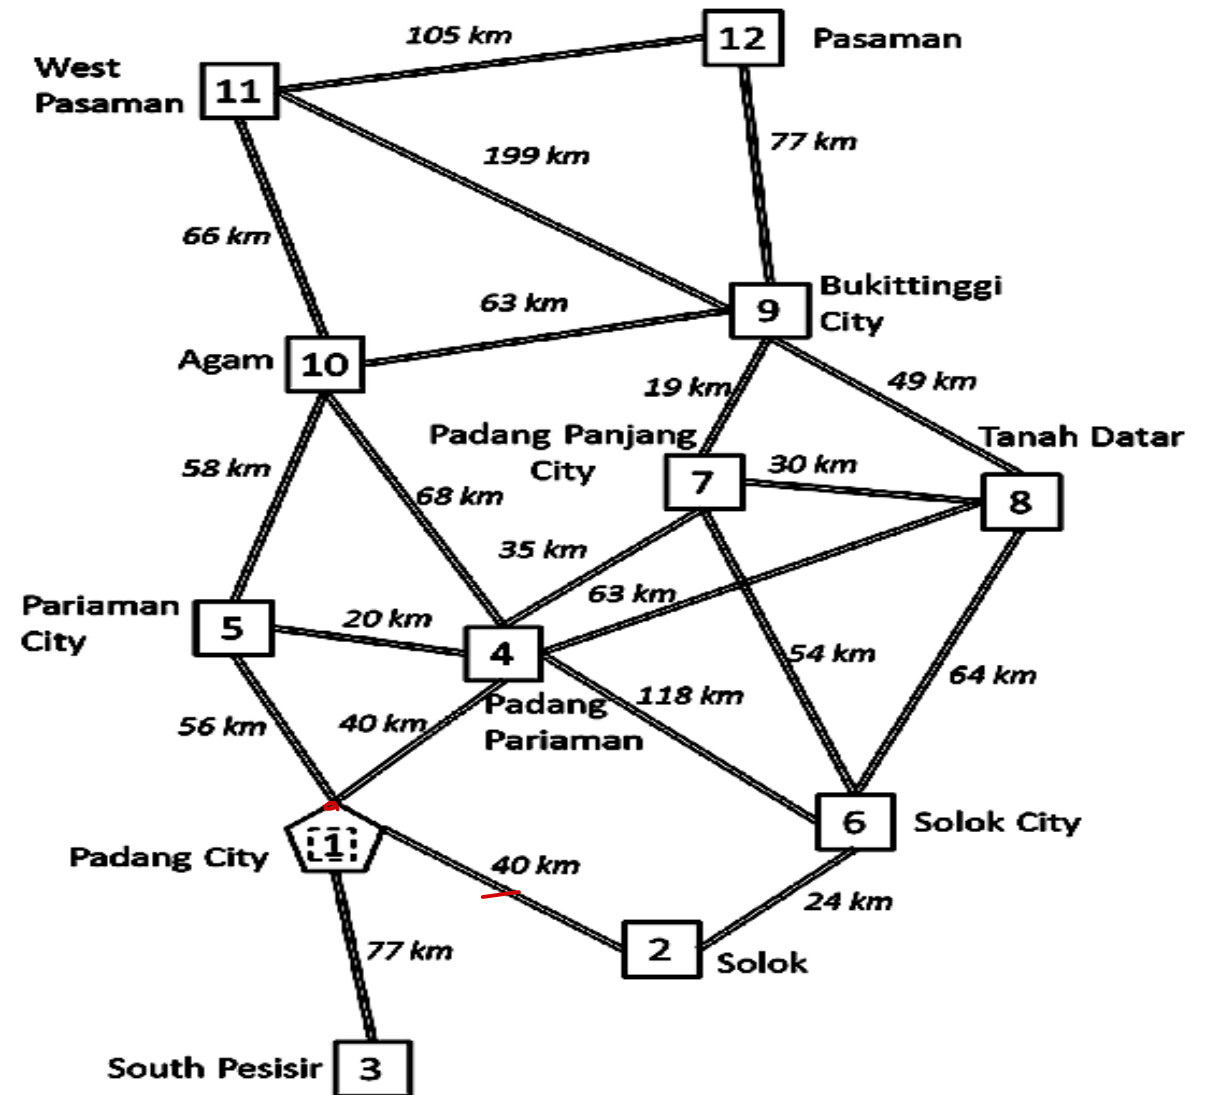 105 km
12
Pasaman
West
Pasaman
11
77 km
199 km
66 km
Bukittinggi
City
9
63 km
Agam
10
19 km
49 km
Padang Panjang
City
Tanah Datar
58 km
30 km
7
8
68 km
35 km
63 km
Pariaman
City
5
20 km
4
54 km
64 km
118 km
Padang
Pariaman
56 km
40 km
6
Solok City
1
Padang City
40 km
24 km
2
Solok
77 km
South Pesisir
3